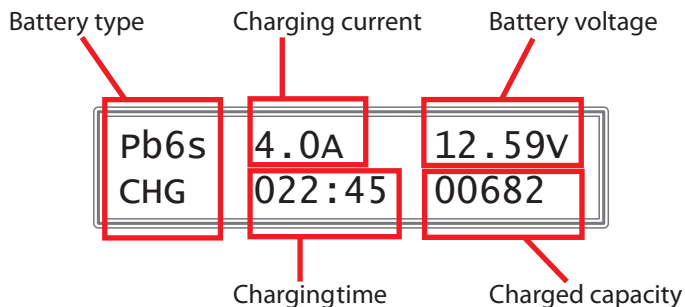 Battery type Charging current Battery voltage
Pb6s 4.0A 12.59V
CHG 022:45 00682
Chargingtime Charged capacity